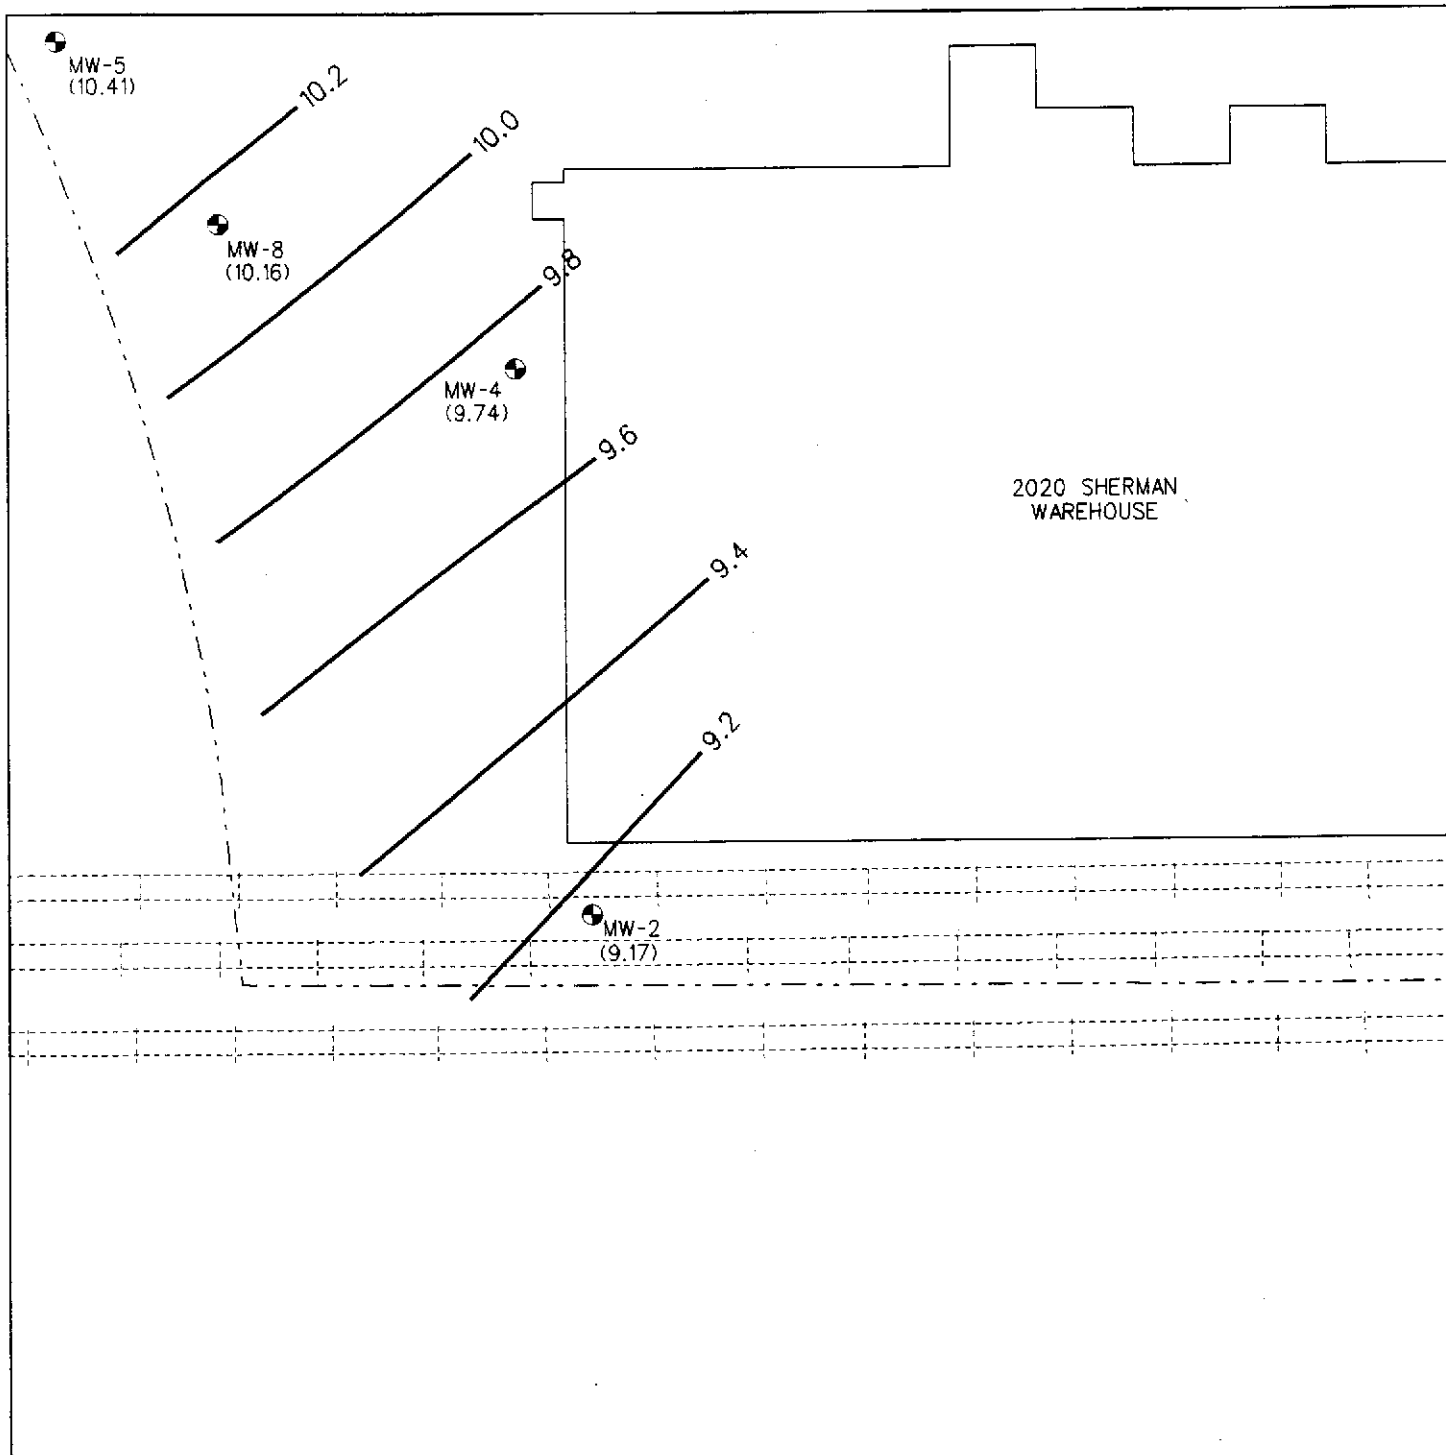 MW-5
(10.41)
10.2
10.0
MW-8
(10.16)
9.8
MW-4
(9.74)
9.6
2020 SHERMAN
WAREHOUSE
9.4
9.2
MW-2
(9.17)